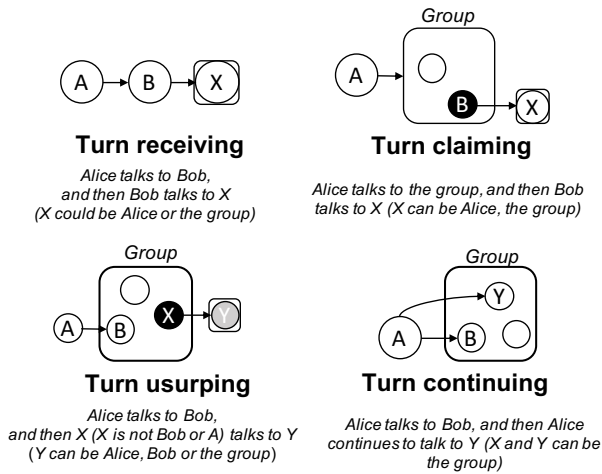 Group
A B X
A
B X
Turn receiving
Turn claiming
Alice talks to Bob,
and then Bob talks to X
(X could be Alice or the group)
Alice talks to the group, and then Bob
talks to X (X can be Alice, the group)
Group
A B X Y
Group
Y
A B
Turn usurping
Turn continuing
Alice talks to Bob,
and then X (X is not Bob or A) talks to Y
(Y can be Alice, Bob or the group)
Alice talks to Bob, and then Alice
continues to talk to Y (X and Y can be
the group)